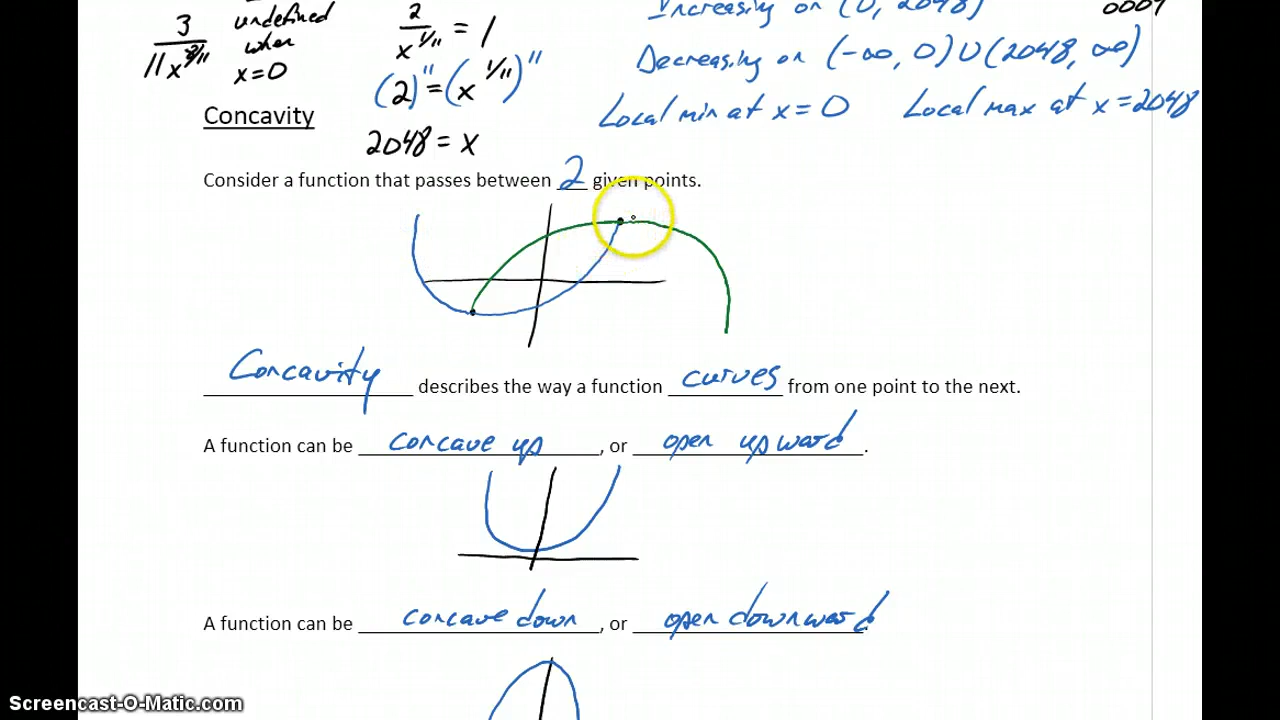 Increasing on (0, 2048)
3 / 11x^(8/11) undefined when x=0
2 / x^(1/11) = 1
Decreasing on (-∞, 0) ∪ (2048, ∞)
(2)^11 = (x^(1/11))^11
Local min at x = 0 Local max at x = 2048
Concavity
2048 = x
Consider a function that passes between 2 given points.
Concavity describes the way a function curves from one point to the next.
A function can be concave up, or open upward.
A function can be concave down, or open downward.
Screencast-O-Matic.com